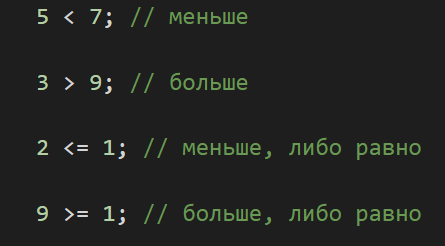 5 < 7; // меньше
3 > 9; // больше
2 <= 1; // меньше, либо равно
9 >= 1; // больше, либо равно